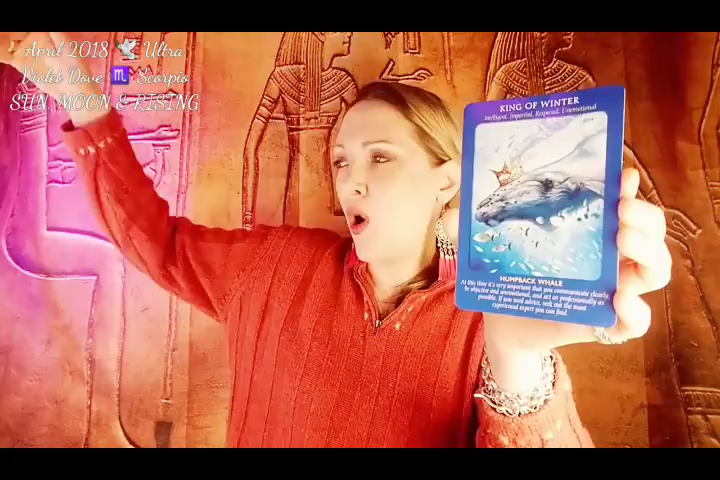 April 2018 🕊 Ultra
Violet Dove ♏ Scorpio
SUN, MOON & RISING
KING OF WINTER
Intelligent, Impartial, Respectful, Unemotional
HUMPBACK WHALE
At this time it's very important that you communicate clearly,
be objective and unemotional, and act as professionally as
possible. If you need advice, seek out the most
experienced expert you can find.